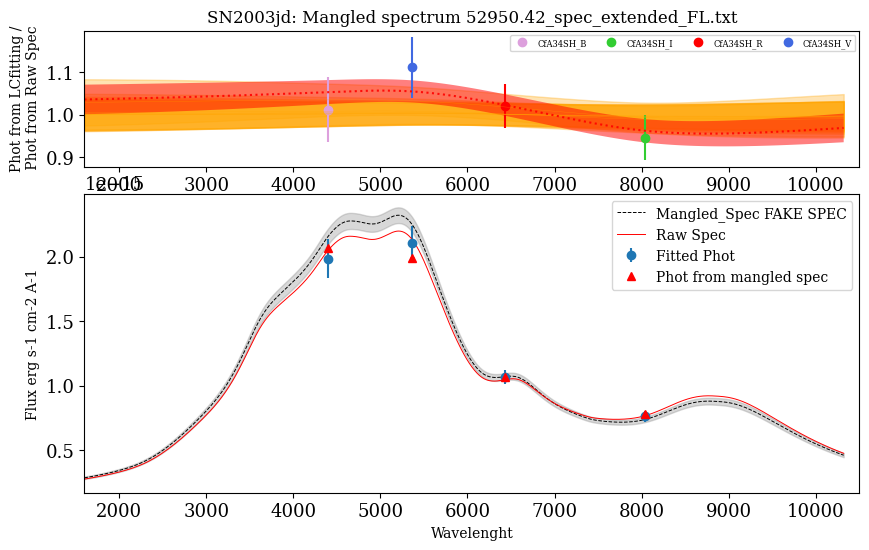 SN2003jd: Mangled spectrum 52950.42_spec_extended_FL.txt
Phot from LCfitting /
Phot from Raw Spec
CfA34SH_B CfA34SH_I CfA34SH_R CfA34SH_V
1.1
1.0
0.9
2000 3000 4000 5000 6000 7000 8000 9000 10000
1e−15
Flux erg s-1 cm-2 A-1
2.0
1.5
1.0
0.5
Mangled_Spec FAKE SPEC
Raw Spec
Fitted Phot
Phot from mangled spec
2000 3000 4000 5000 6000 7000 8000 9000 10000
Wavelenght